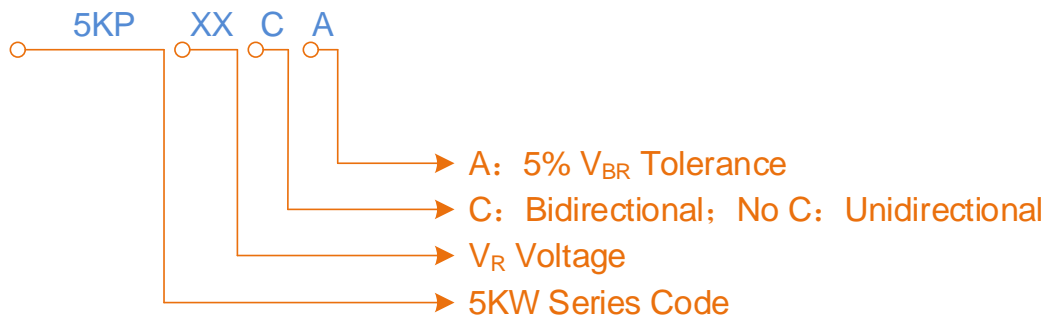 5KP XX C A
A：5% VBR Tolerance
C：Bidirectional；No C：Unidirectional
VR Voltage
5KW Series Code